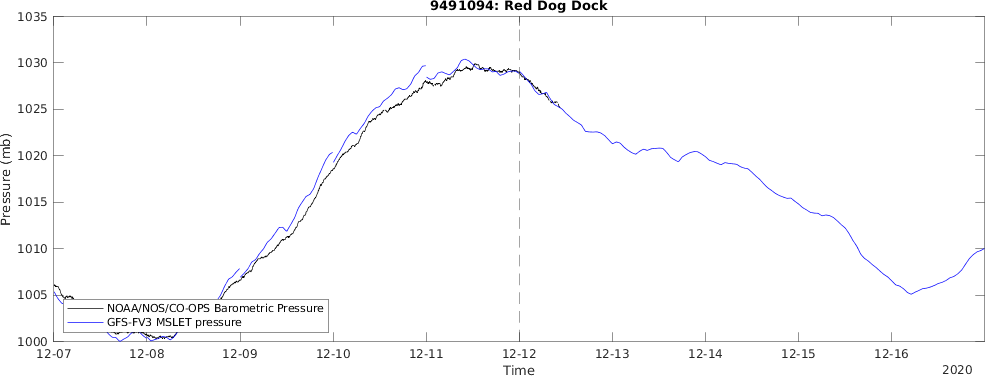 9491094: Red Dog Dock
1035
1030
1025
1020
1015
1010
1005
1000
Pressure (mb)
NOAA/NOS/CO-OPS Barometric Pressure
GFS-FV3 MSLET pressure
12-07 12-08 12-09 12-10 12-11 12-12 12-13 12-14 12-15 12-16
Time
2020